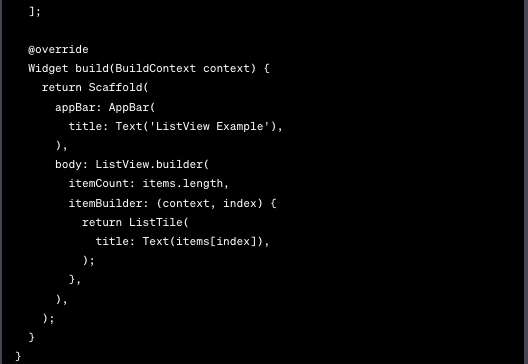 ];
@override
Widget build(BuildContext context) {
return Scaffold(
appBar: AppBar(
title: Text('ListView Example'),
),
body: ListView.builder(
itemCount: items.length,
itemBuilder: (context, index) {
return ListTile(
title: Text(items[index]),
);
},
),
);
}
}